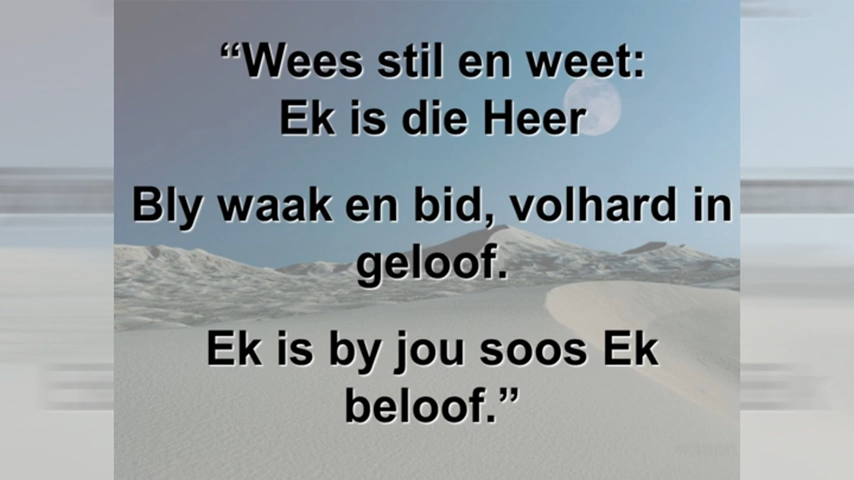 “Wees stil en weet:
Ek is die Heer
Bly waak en bid, volhard in
geloof.
Ek is by jou soos Ek
beloof.”